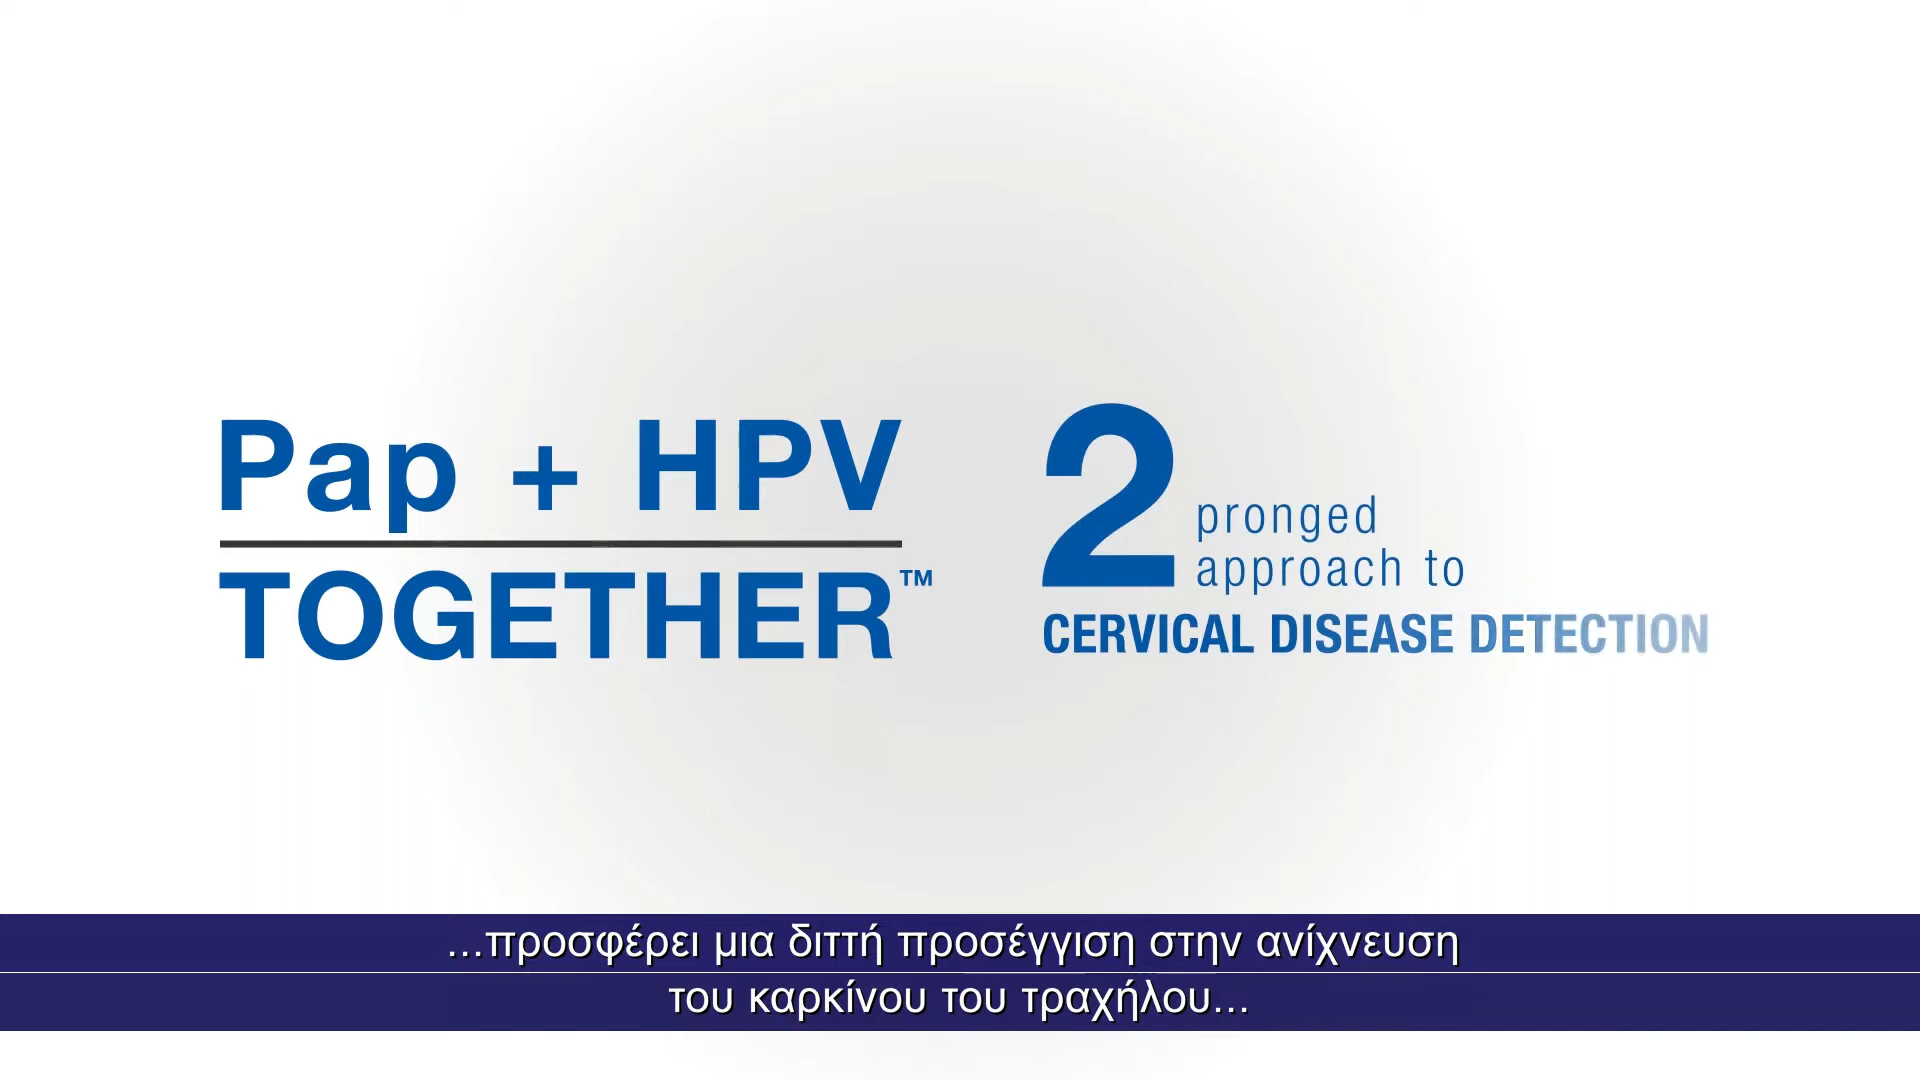 Pap + HPV
TOGETHER™
2 pronged
approach to
CERVICAL DISEASE DETECTION
...προσφέρει μια διττή προσέγγιση στην ανίχνευση
του καρκίνου του τραχήλου...